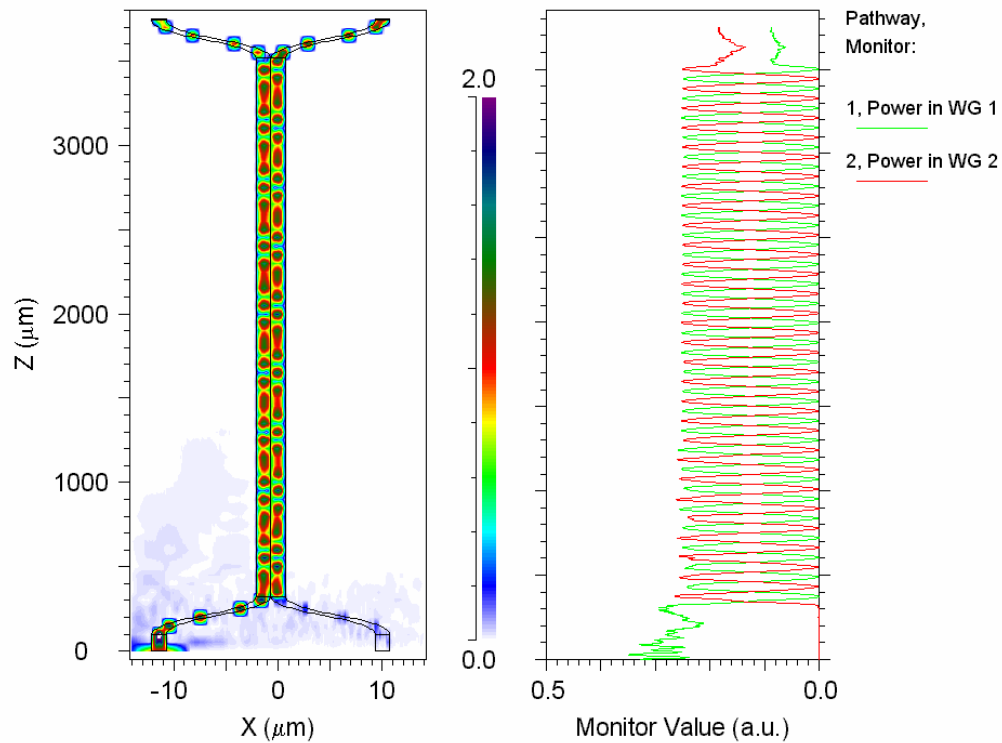 3000
2000
1000
0
Z (μm)
-10
0
10
X (μm)
2.0
0.0
0.5
0.0
Monitor Value (a.u.)
Pathway,
Monitor:
1, Power in WG 1
2, Power in WG 2